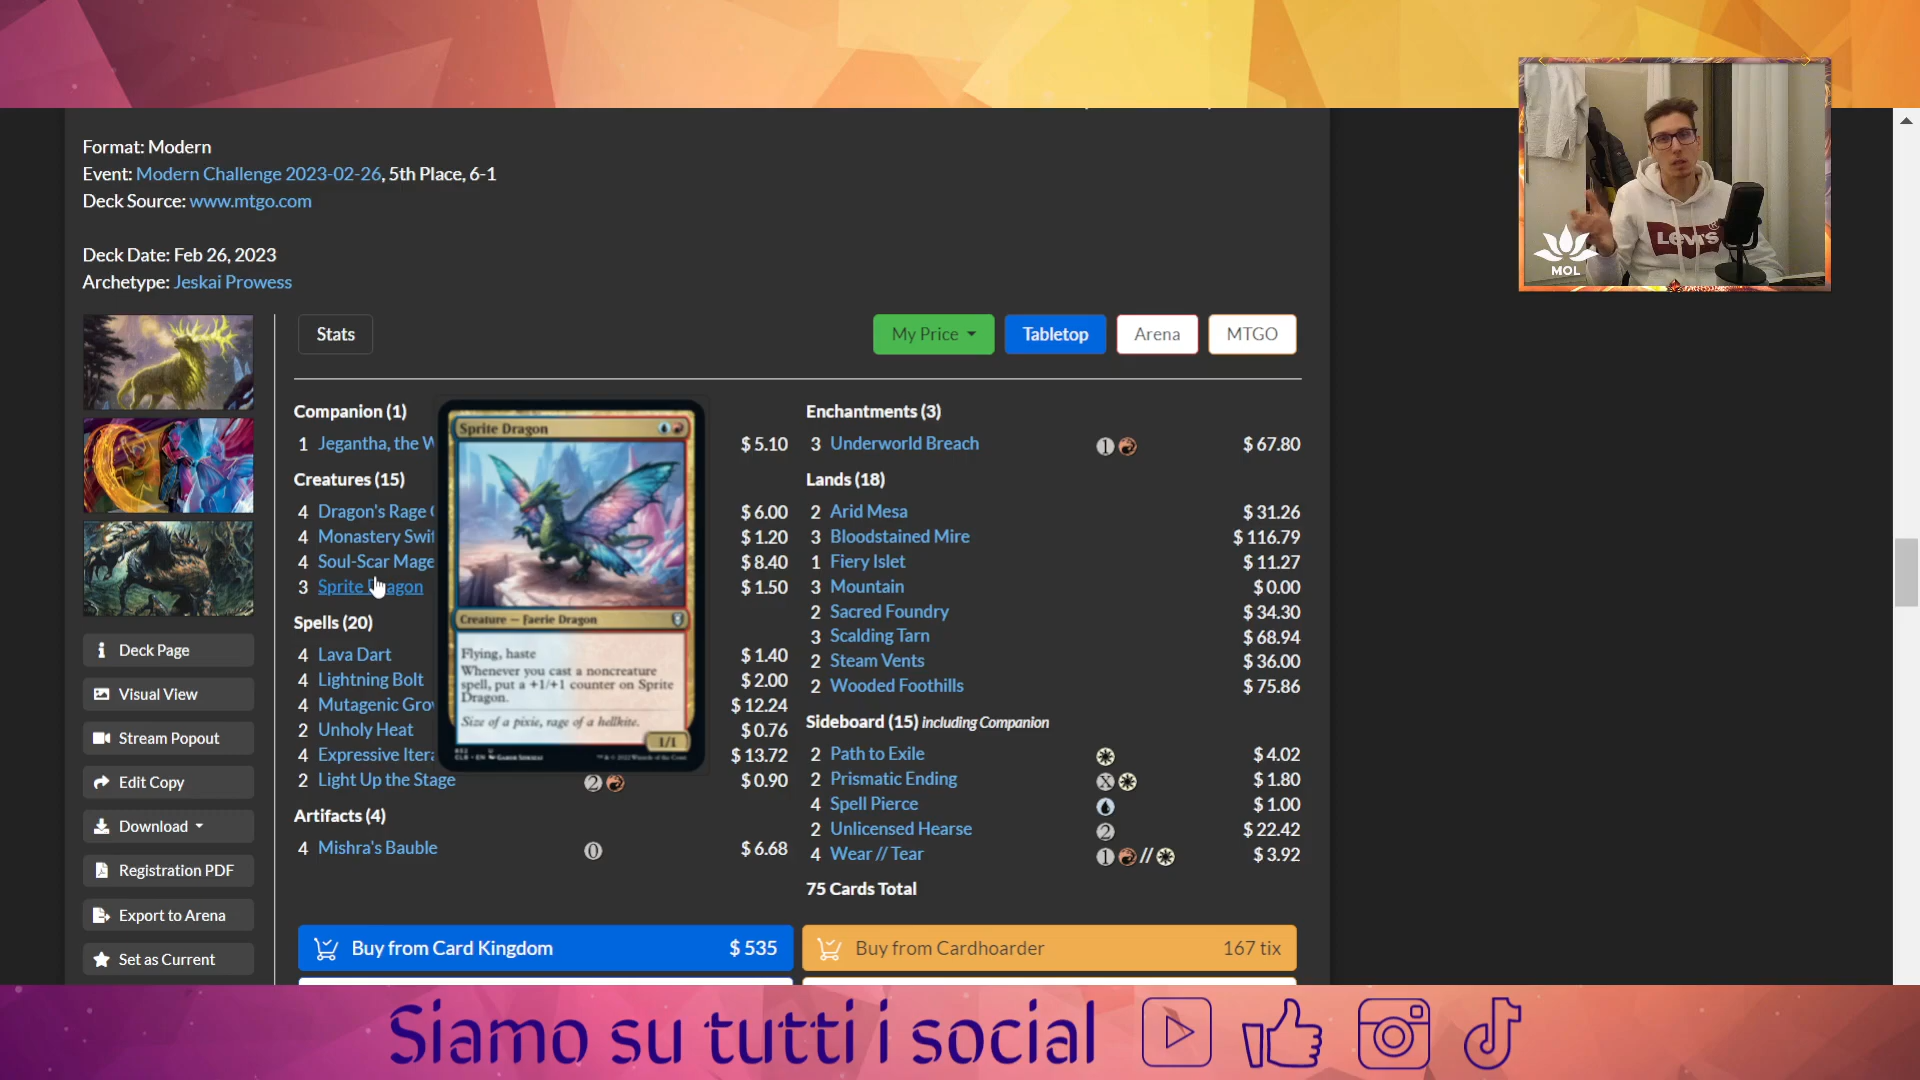 Format: Modern
Event: Modern Challenge 2023-02-26, 5th Place, 6-1
Deck Source: www.mtgo.com
Deck Date: Feb 26, 2023
Archetype: Jeskai Prowess
Stats
My Price
Tabletop
Arena
MTGO
Companion (1)
1 Jegantha, the W $ 5.10
Creatures (15)
4 Dragon's Rage $ 6.00
4 Monastery Swif $ 1.20
4 Soul-Scar Mage $ 8.40
3 Sprite Dragon $ 1.50
Spells (20)
4 Lava Dart $ 1.40
4 Lightning Bolt $ 2.00
4 Mutagenic Grow $ 12.24
2 Unholy Heat $ 0.76
4 Expressive Itera $ 13.72
2 Light Up the Stage 2 $ 0.90
Artifacts (4)
4 Mishra's Bauble 0 $ 6.68
Sprite Dragon
Creature — Faerie Dragon
Flying, haste
Whenever you cast a noncreature
spell, put a +1/+1 counter on Sprite
Dragon.
Size of a pixie, rage of a hellkite.
1/1
Enchantments (3)
3 Underworld Breach 1 $ 67.80
Lands (18)
2 Arid Mesa $ 31.26
3 Bloodstained Mire $ 116.79
1 Fiery Islet $ 11.27
3 Mountain $ 0.00
2 Sacred Foundry $ 34.30
3 Scalding Tarn $ 68.94
2 Steam Vents $ 36.00
2 Wooded Foothills $ 75.86
Sideboard (15) including Companion
2 Path to Exile $ 4.02
2 Prismatic Ending X $ 1.80
4 Spell Pierce $ 1.00
2 Unlicensed Hearse 2 $ 22.42
4 Wear // Tear 1 // $ 3.92
75 Cards Total
Deck Page
Visual View
Stream Popout
Edit Copy
Download
Registration PDF
Export to Arena
Set as Current
Buy from Card Kingdom $ 535
Buy from Cardhoarder 167 tix
Levi's
MOL
Siamo su tutti i social